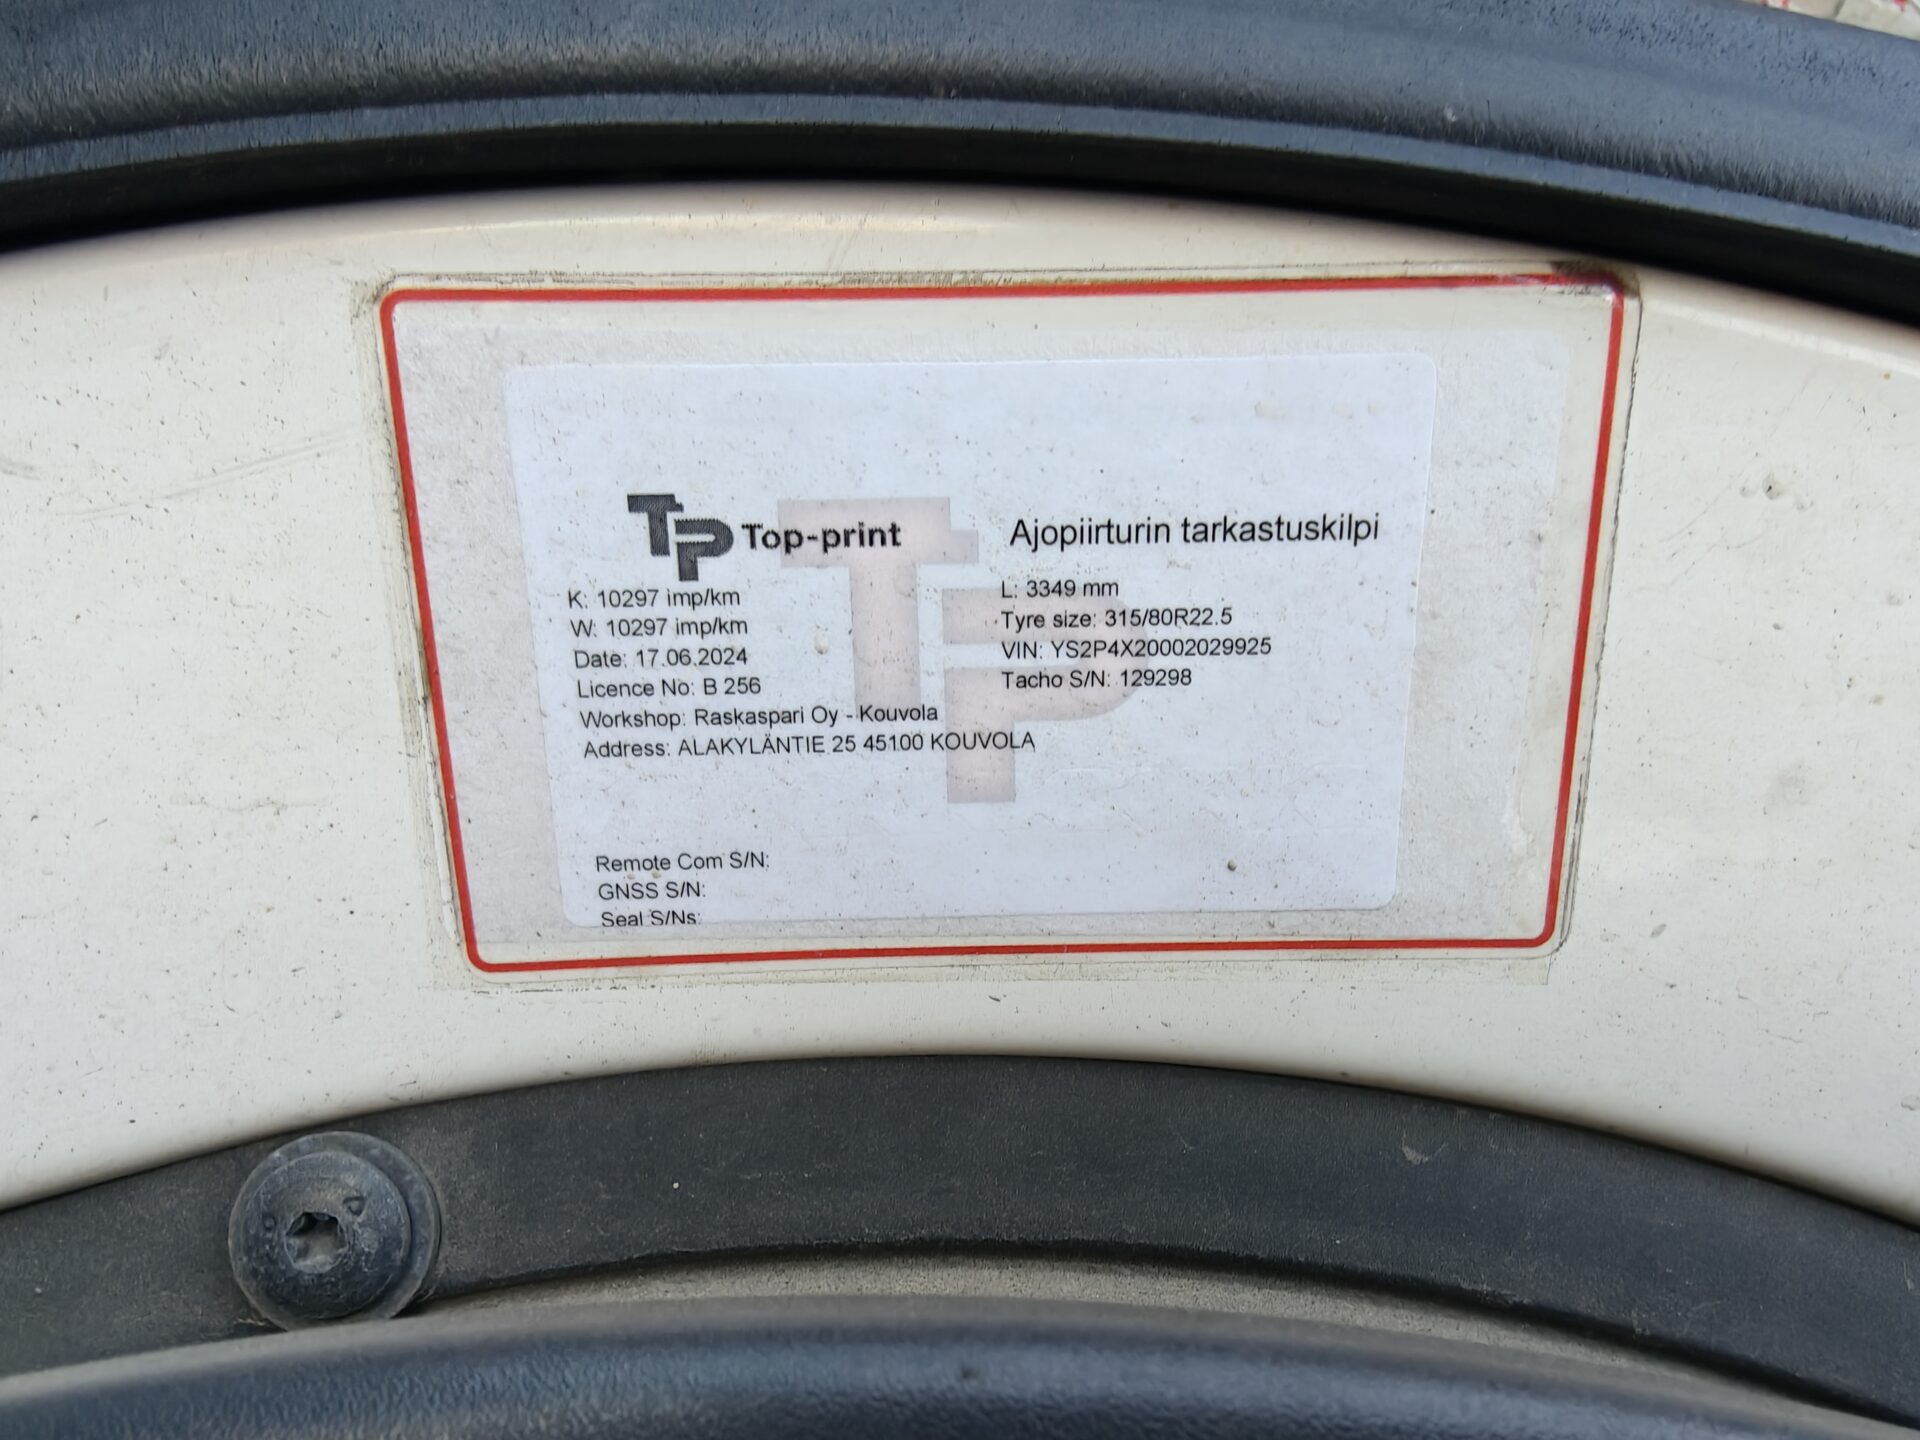 TP Top-print
Ajopiirturin tarkastuskilpi
K: 10297 imp/km
W: 10297 imp/km
Date: 17.06.2024
Licence No: B 256
Workshop: Raskaspari Oy - Kouvola
Address: ALAKYLÄNTIE 25 45100 KOUVOLA
L: 3349 mm
Tyre size: 315/80R22.5
VIN: YS2P4X20002029925
Tacho S/N: 129298
TP
Remote Com S/N:
GNSS S/N:
Seal S/Ns: